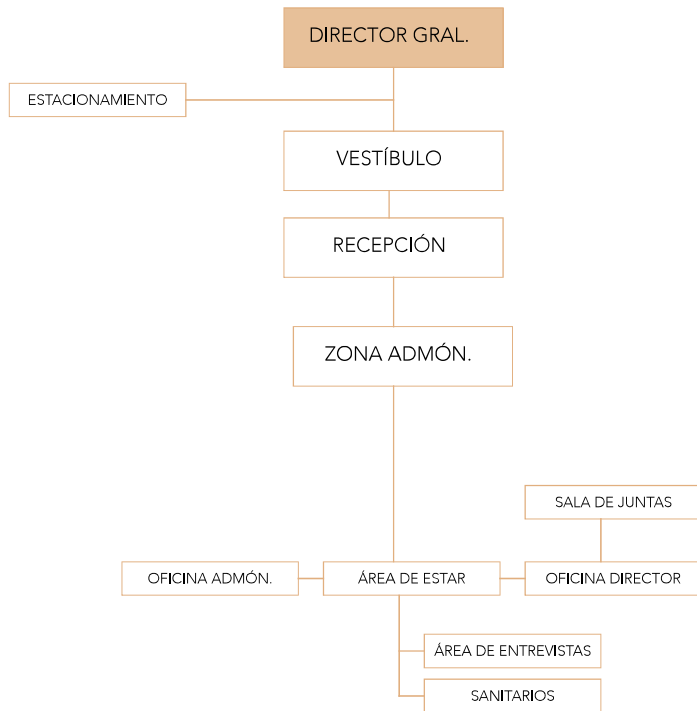 DIRECTOR GRAL.
ESTACIONAMIENTO
VESTÍBULO
RECEPCIÓN
ZONA ADMÓN.
SALA DE JUNTAS
OFICINA ADMÓN.
ÁREA DE ESTAR
OFICINA DIRECTOR
ÁREA DE ENTREVISTAS
SANITARIOS